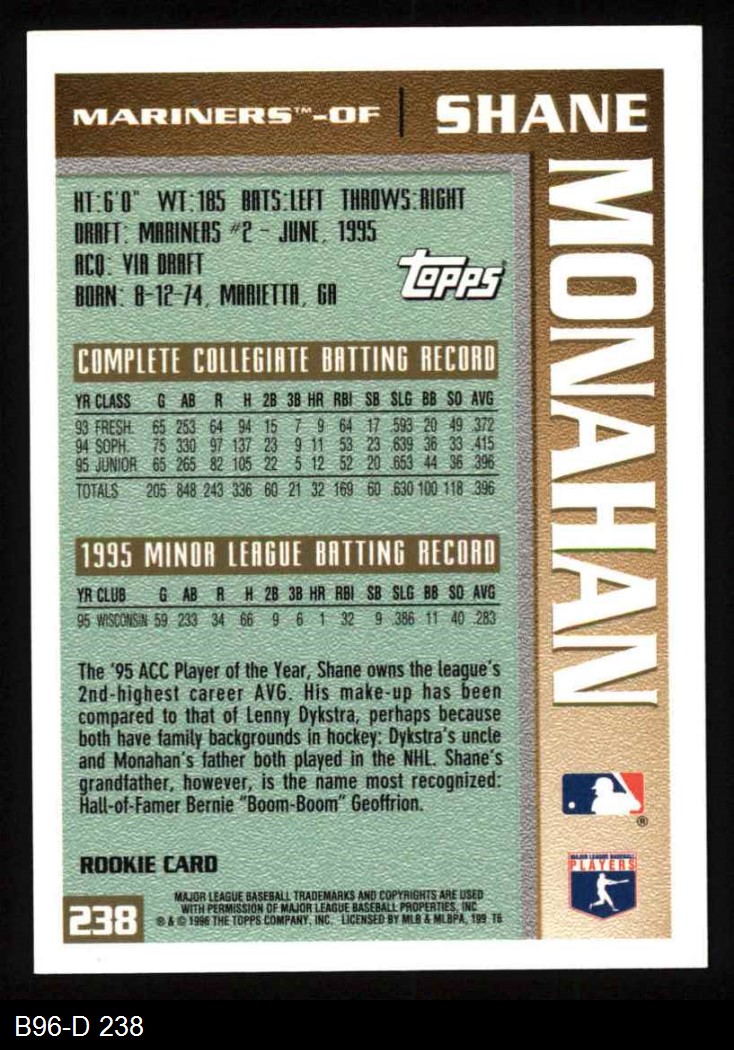 MARINERS™-OF | SHANE
MONAHAN
HT:6'0" WT:185 BATS:LEFT THROWS:RIGHT
DRAFT: MARINERS #2 - JUNE, 1995
ACQ: VIA DRAFT
BORN: 8-12-74, MARIETTA, GA
Topps
COMPLETE COLLEGIATE BATTING RECORD
YR CLASS G AB R H 2B 3B HR RBI SB SLG BB SO AVG
93 FRESH. 65 253 64 94 15 7 9 64 17 .593 20 49 .372
94 SOPH. 75 330 97 137 23 9 11 53 23 .639 36 33 .415
95 JUNIOR 65 265 82 105 22 5 12 52 20 .653 44 36 .396
TOTALS 205 848 243 336 60 21 32 169 60 .630 100 118 .396
1995 MINOR LEAGUE BATTING RECORD
YR CLUB G AB R H 2B 3B HR RBI SB SLG BB SO AVG
95 WISCONSIN 59 233 34 66 9 6 1 32 9 .386 11 40 .283
The '95 ACC Player of the Year, Shane owns the league's
2nd-highest career AVG. His make-up has been
compared to that of Lenny Dykstra, perhaps because
both have family backgrounds in hockey: Dykstra's uncle
and Monahan's father both played in the NHL. Shane's
grandfather, however, is the name most recognized:
Hall-of-Famer Bernie "Boom-Boom" Geoffrion.
®
MAJOR LEAGUE BASEBALL
PLAYERS
ROOKIE CARD
238
MAJOR LEAGUE BASEBALL TRADEMARKS AND COPYRIGHTS ARE USED
WITH PERMISSION OF MAJOR LEAGUE BASEBALL PROPERTIES, INC
® & © 1996 THE TOPPS COMPANY, INC. LICENSED BY MLB & MLBPA, 199 T6
B96-D 238